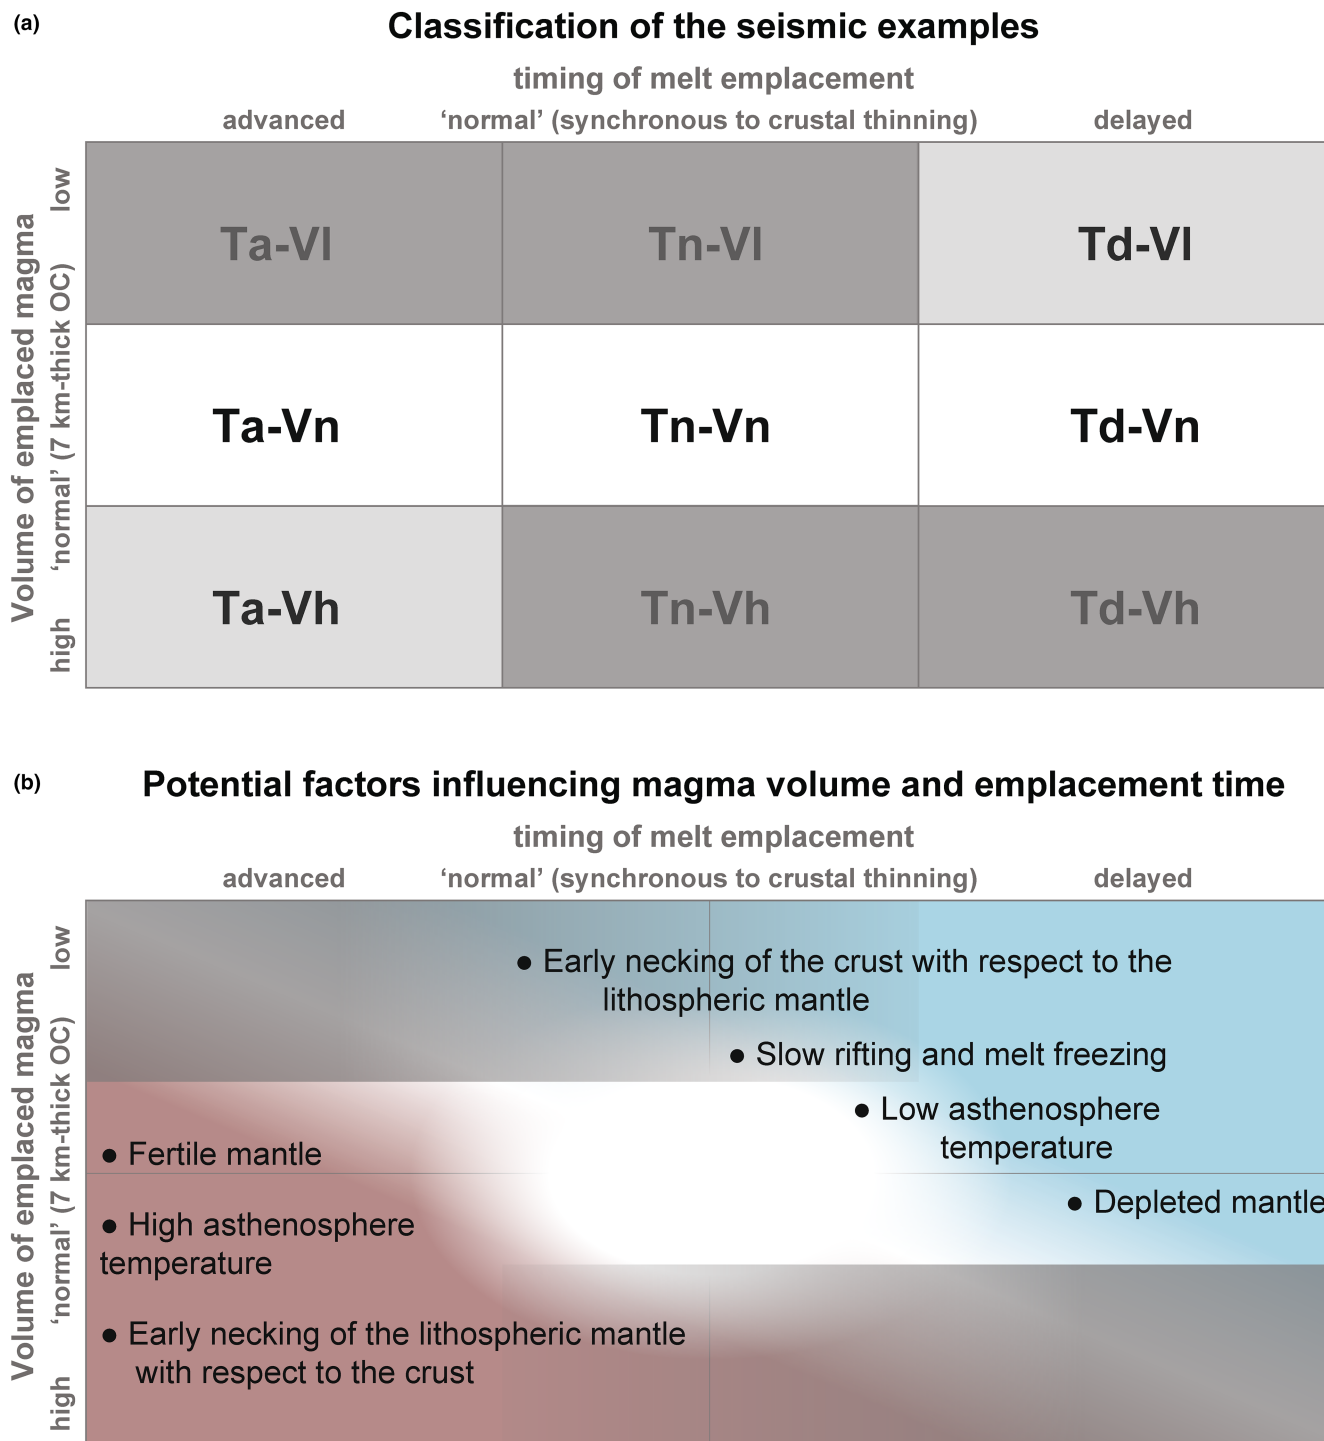 (a)
Classification of the seismic examples
timing of melt emplacement
advanced
‘normal’ (synchronous to crustal thinning)
delayed
Volume of emplaced magma
low
‘normal’ (7 km-thick OC)
high
Ta-Vl
Tn-Vl
Td-Vl
Ta-Vn
Tn-Vn
Td-Vn
Ta-Vh
Tn-Vh
Td-Vh
(b)
Potential factors influencing magma volume and emplacement time
timing of melt emplacement
advanced
‘normal’ (synchronous to crustal thinning)
delayed
Volume of emplaced magma
low
‘normal’ (7 km-thick OC)
high
● Early necking of the crust with respect to the
lithospheric mantle
● Slow rifting and melt freezing
● Low asthenosphere
temperature
● Depleted mantle
● Fertile mantle
● High asthenosphere
temperature
● Early necking of the lithospheric mantle
with respect to the crust